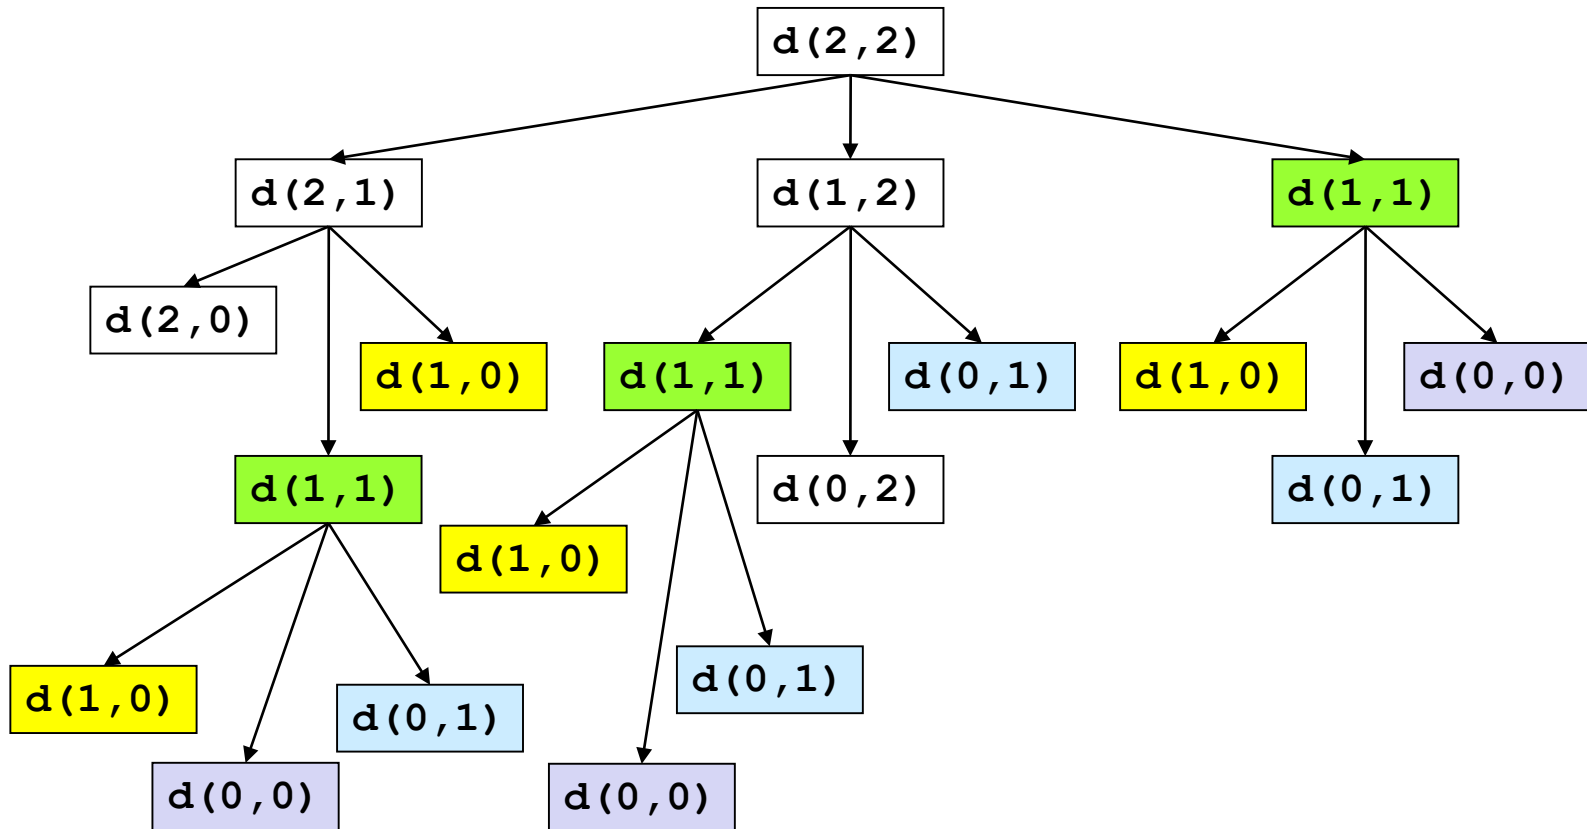 d(2,2)
d(2,1)
d(1,2)
d(1,1)
d(2,0)
d(1,0)
d(1,1)
d(0,1)
d(1,0)
d(0,0)
d(1,1)
d(0,2)
d(0,1)
d(1,0)
d(0,1)
d(1,0)
d(0,1)
d(0,0)
d(0,0)